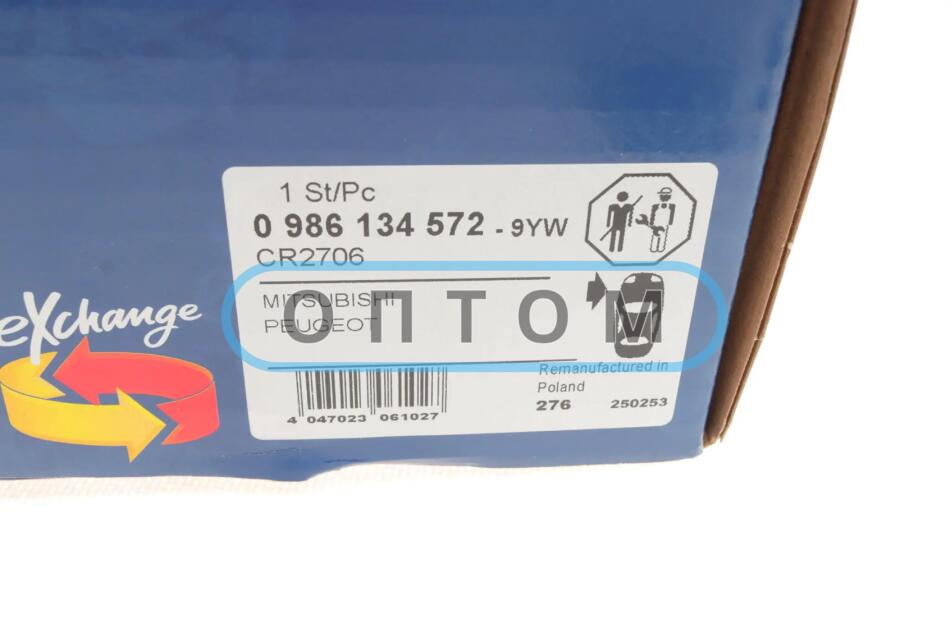 1 St/Pc
0 986 134 572 - 9YW
CR2706
MITSUBISHI
PEUGEOT
ОПТОМ
eXchange
Remanufactured in
Poland
276 250253
4 047023 061027